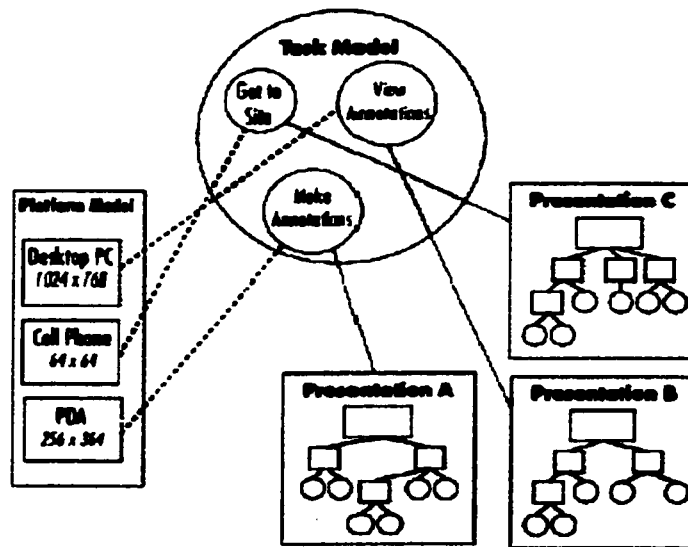 Task Model
Get to
Site
View
Annotations
Make
Annotations
Platform Model
Desktop PC
1024 x 768
Cell Phone
64 x 64
PDA
256 x 364
Presentation C
Presentation A
Presentation B